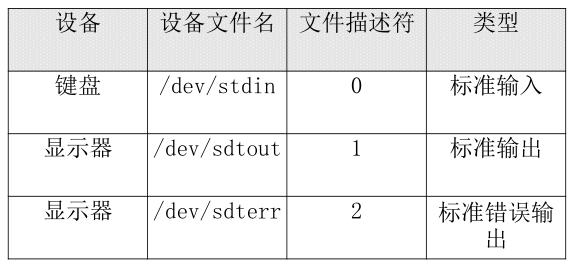 设备 设备文件名 文件描述符 类型
键盘 /dev/stdin 0 标准输入
显示器 /dev/sdtout 1 标准输出
显示器 /dev/sdterr 2 标准错误输
出